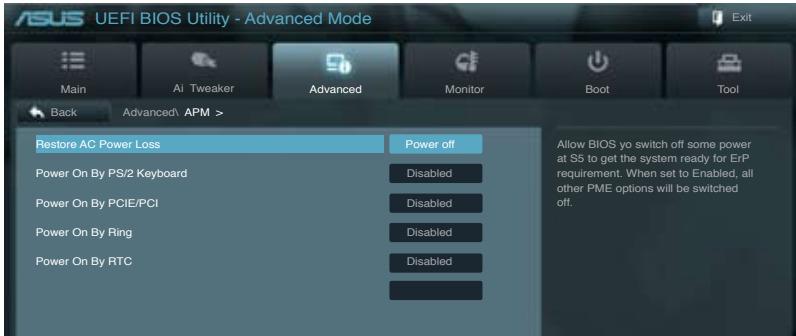 ASUS UEFI BIOS Utility - Advanced Mode
Exit
Main
Ai Tweaker
Advanced
Monitor
Boot
Tool
Back
Advanced\ APM >
Restore AC Power Loss
Power off
Power On By PS/2 Keyboard
Disabled
Power On By PCIE/PCI
Disabled
Power On By Ring
Disabled
Power On By RTC
Disabled
Allow BIOS yo switch off some power
at S5 to get the system ready for ErP
requirement. When set to Enabled, all
other PME options will be switched
off.